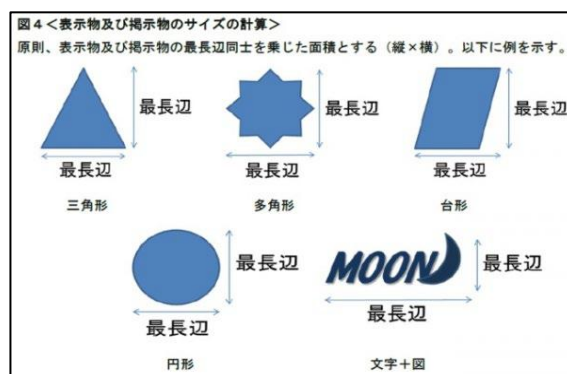 図４＜表示物及び掲示物のサイズの計算＞
原則、表示物及び掲示物の最長辺同士を乗じた面積とする（縦×横）。以下に例を示す。
最長辺
最長辺
最長辺
最長辺
最長辺
最長辺
三角形
多角形
台形
MOON
最長辺
最長辺
最長辺
最長辺
円形
文字＋図